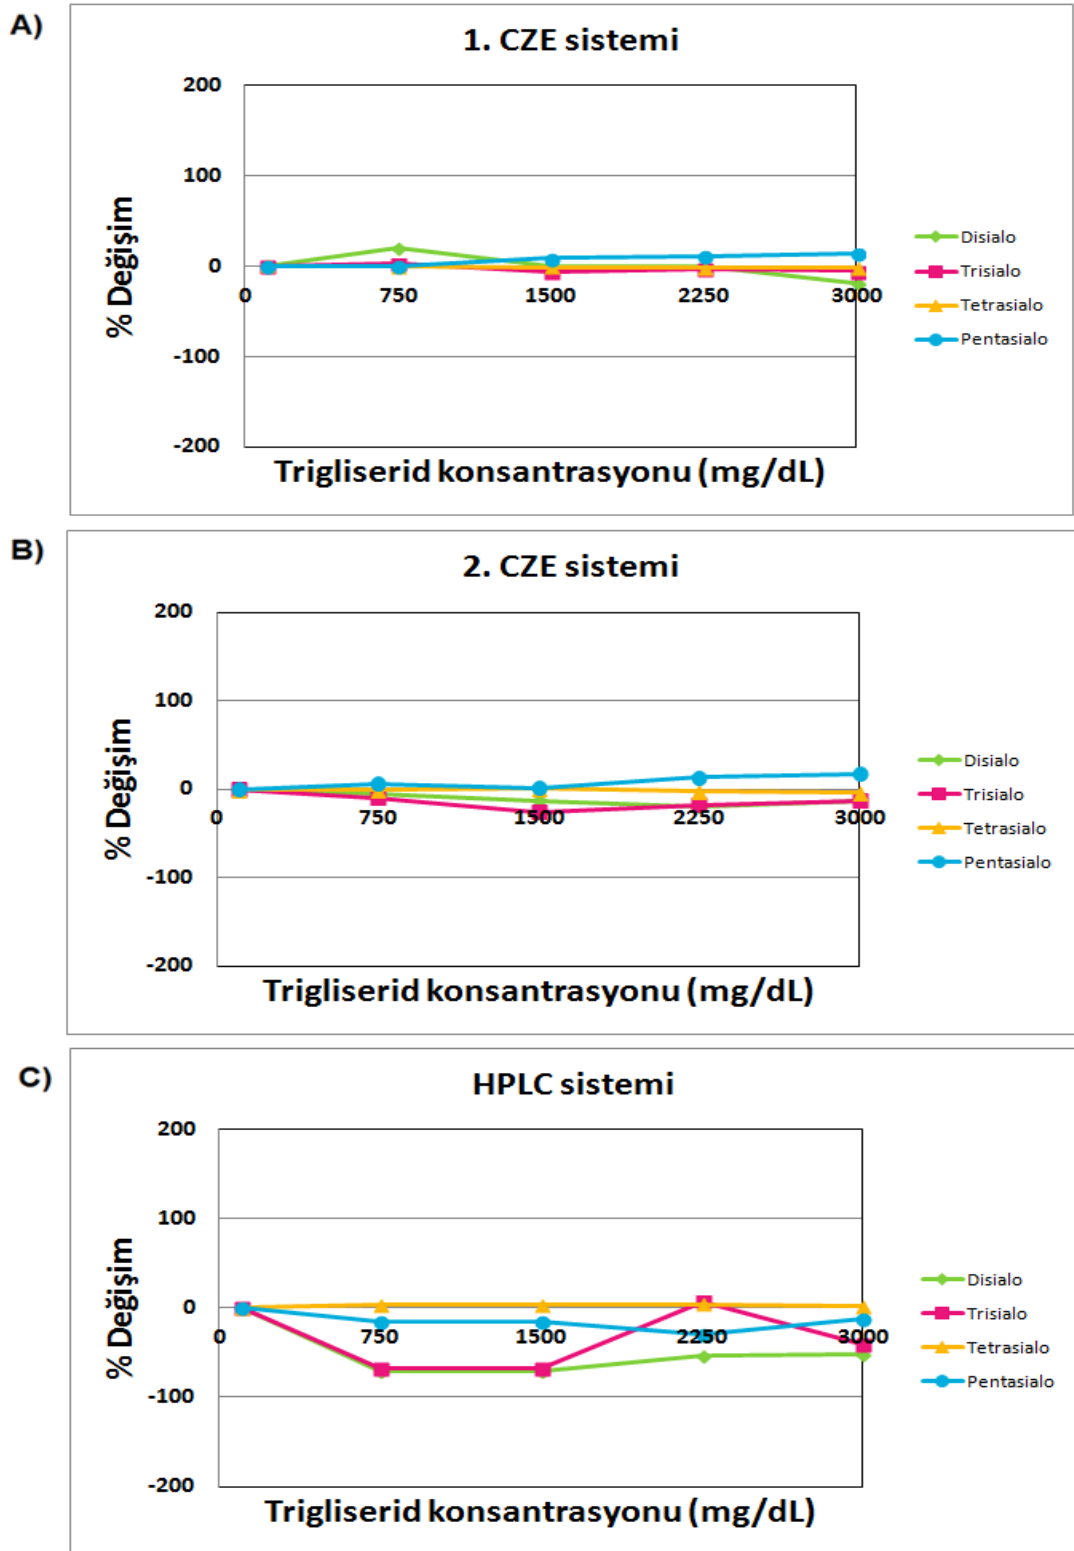 A)
1. CZE sistemi
200
100
0
-100
-200
% Değişim
0 750 1500 2250 3000
Trigliserid konsantrasyonu (mg/dL)
Disialo
Trisialo
Tetrasialo
Pentasialo
B)
2. CZE sistemi
200
100
0
-100
-200
% Değişim
0 750 1500 2250 3000
Trigliserid konsantrasyonu (mg/dL)
Disialo
Trisialo
Tetrasialo
Pentasialo
C)
HPLC sistemi
200
100
0
-100
-200
% Değişim
0 750 1500 2250 3000
Trigliserid konsantrasyonu (mg/dL)
Disialo
Trisialo
Tetrasialo
Pentasialo